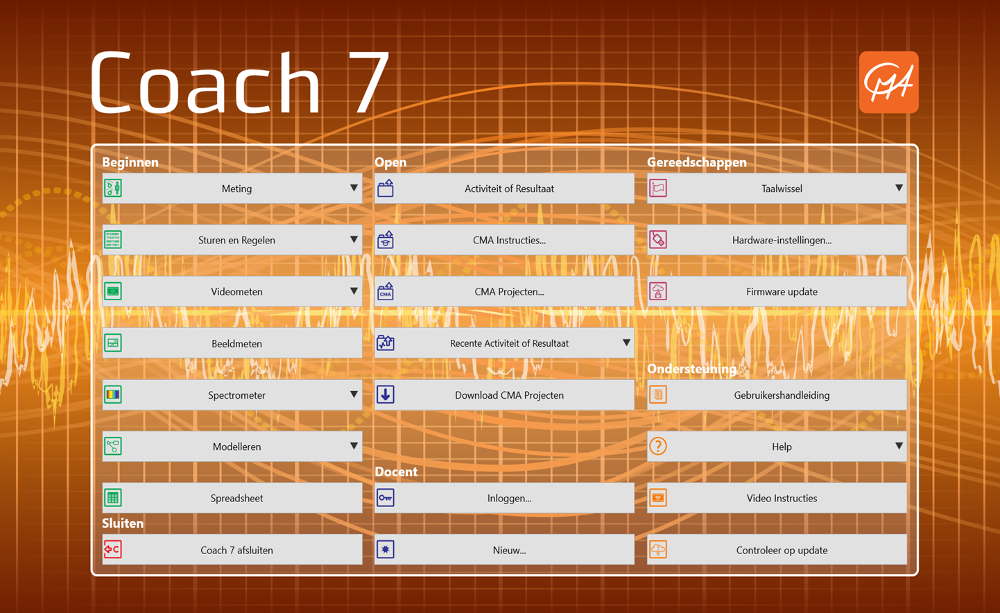 Coach 7
CMA
Beginnen
Meting
Sturen en Regelen
Videometen
Beeldmeten
Spectrometer
Modelleren
Spreadsheet
Sluiten
Coach 7 afsluiten
Open
Activiteit of Resultaat
CMA Instructies...
CMA Projecten...
CMA
Recente Activiteit of Resultaat
Download CMA Projecten
Docent
Inloggen...
Nieuw...
Gereedschappen
Taalwissel
Hardware-instellingen...
Firmware update
Ondersteuning
Gebruikershandleiding
Help
Video Instructies
Controleer op update